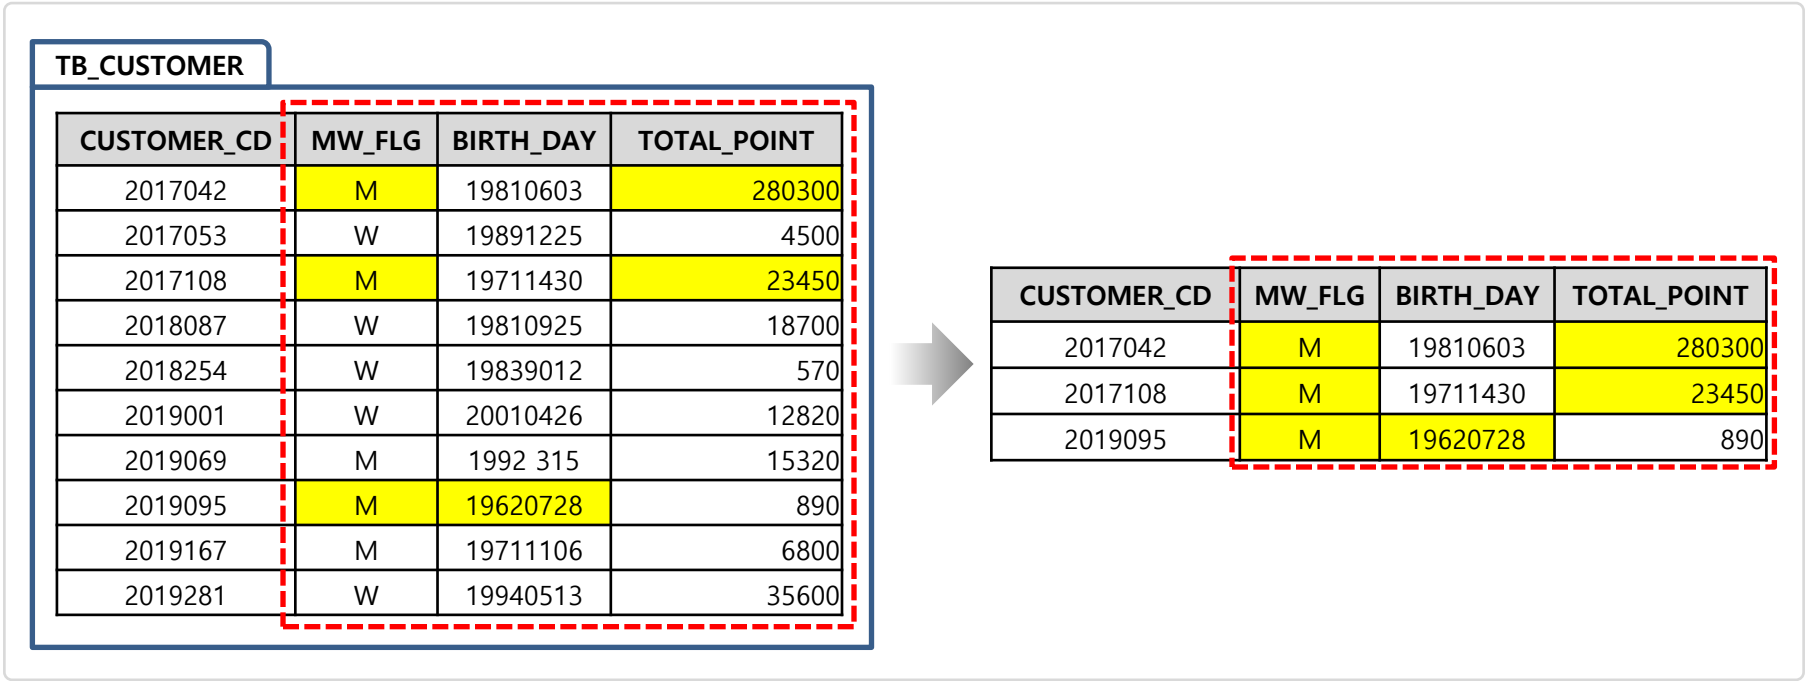 TB_CUSTOMER
CUSTOMER_CD MW_FLG BIRTH_DAY TOTAL_POINT
2017042 M 19810603 280300
2017053 W 19891225 4500
2017108 M 19711430 23450
2018087 W 19810925 18700
2018254 W 19839012 570
2019001 W 20010426 12820
2019069 M 1992 315 15320
2019095 M 19620728 890
2019167 M 19711106 6800
2019281 W 19940513 35600
CUSTOMER_CD MW_FLG BIRTH_DAY TOTAL_POINT
2017042 M 19810603 280300
2017108 M 19711430 23450
2019095 M 19620728 890